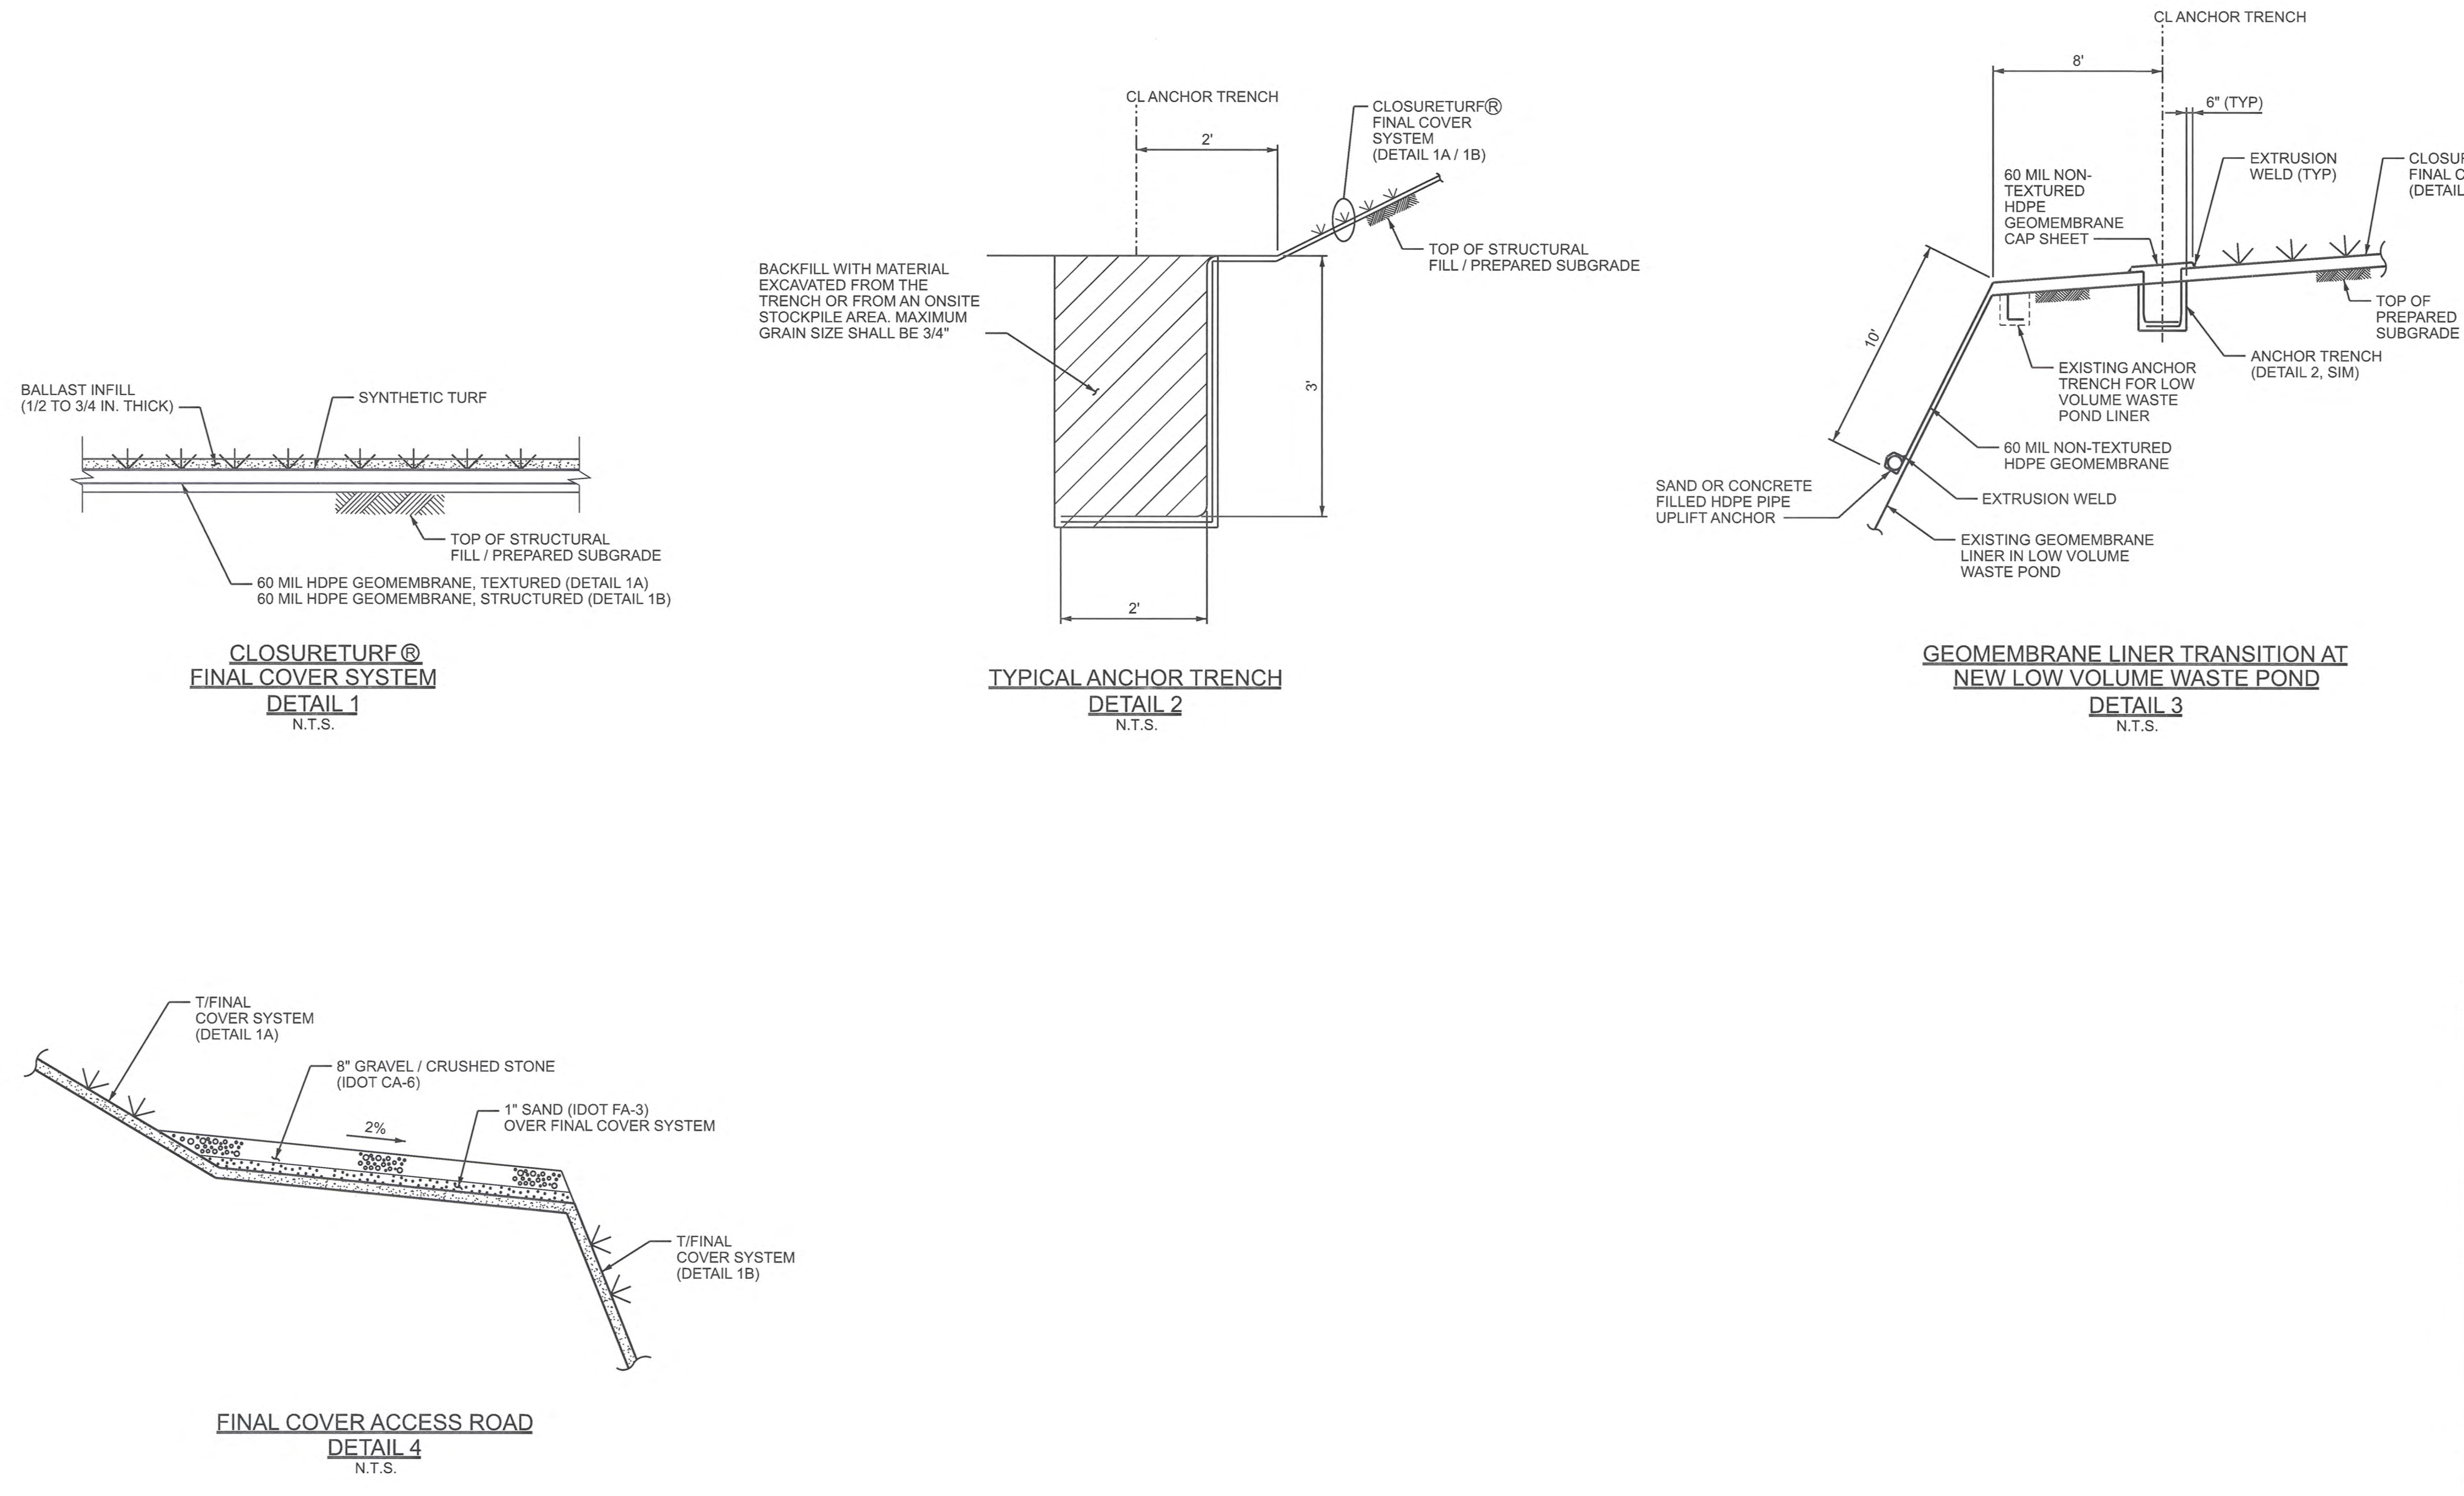 BALLAST INFILL
(1/2 TO 3/4 IN. THICK)
SYNTHETIC TURF
TOP OF STRUCTURAL
FILL / PREPARED SUBGRADE
60 MIL HDPE GEOMEMBRANE, TEXTURED (DETAIL 1A)
60 MIL HDPE GEOMEMBRANE, STRUCTURED (DETAIL 1B)
CLOSURETURF®
FINAL COVER SYSTEM
DETAIL 1
N.T.S.
CL ANCHOR TRENCH
2'
CLOSURETURF®
FINAL COVER
SYSTEM
(DETAIL 1A / 1B)
TOP OF STRUCTURAL
FILL / PREPARED SUBGRADE
BACKFILL WITH MATERIAL
EXCAVATED FROM THE
TRENCH OR FROM AN ONSITE
STOCKPILE AREA. MAXIMUM
GRAIN SIZE SHALL BE 3/4"
3'
2'
TYPICAL ANCHOR TRENCH
DETAIL 2
N.T.S.
CL ANCHOR TRENCH
8'
6" (TYP)
60 MIL NON-
TEXTURED
HDPE
GEOMEMBRANE
CAP SHEET
EXTRUSION
WELD (TYP)
CLOSU
FINAL C
(DETAIL
TOP OF
PREPARED
SUBGRADE
10'
ANCHOR TRENCH
(DETAIL 2, SIM)
EXISTING ANCHOR
TRENCH FOR LOW
VOLUME WASTE
POND LINER
60 MIL NON-TEXTURED
HDPE GEOMEMBRANE
SAND OR CONCRETE
FILLED HDPE PIPE
UPLIFT ANCHOR
EXTRUSION WELD
EXISTING GEOMEMBRANE
LINER IN LOW VOLUME
WASTE POND
GEOMEMBRANE LINER TRANSITION AT
NEW LOW VOLUME WASTE POND
DETAIL 3
N.T.S.
T/FINAL
COVER SYSTEM
(DETAIL 1A)
8" GRAVEL / CRUSHED STONE
(IDOT CA-6)
1" SAND (IDOT FA-3)
OVER FINAL COVER SYSTEM
2%
T/FINAL
COVER SYSTEM
(DETAIL 1B)
FINAL COVER ACCESS ROAD
DETAIL 4
N.T.S.